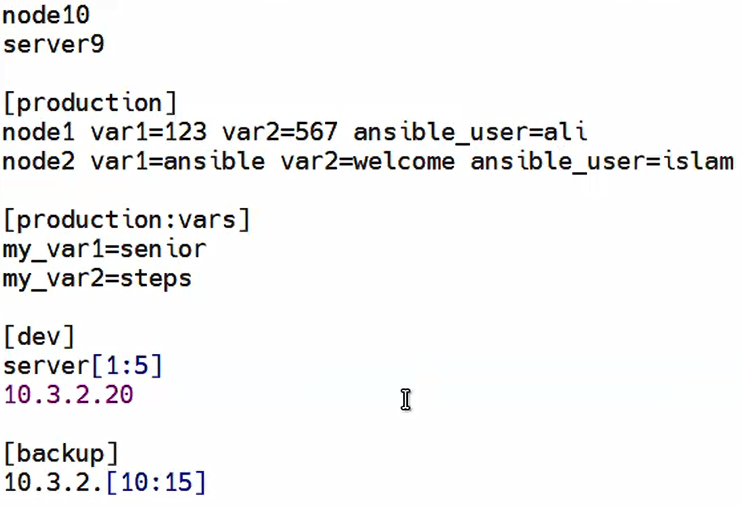 node10
server9
[production]
node1 var1=123 var2=567 ansible_user=ali
node2 var1=ansible var2=welcome ansible_user=islam
[production:vars]
my_var1=senior
my_var2=steps
[dev]
server[1:5]
10.3.2.20
[backup]
10.3.2.[10:15]